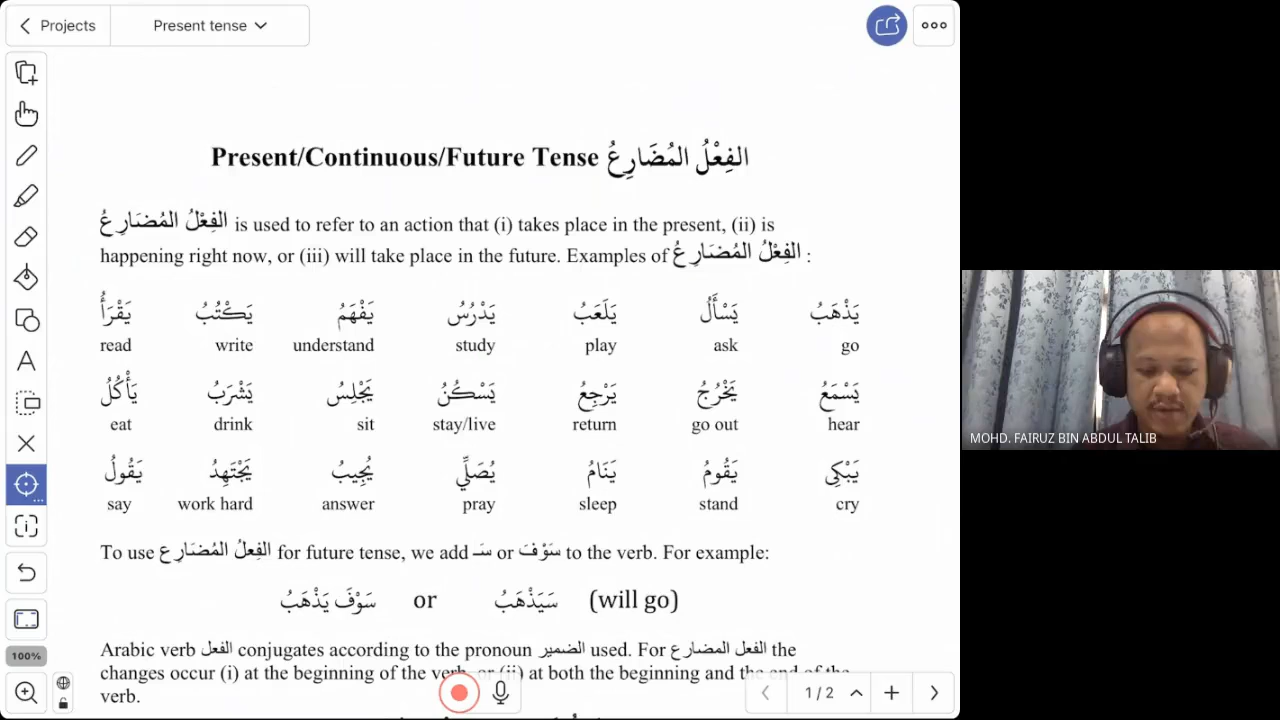 Projects
Present tense
Present/Continuous/Future Tense الفِعْلُ المُضَارِعُ
الفِعْلُ المُضَارِعُ is used to refer to an action that (i) takes place in the present, (ii) is
happening right now, or (iii) will take place in the future. Examples of الفِعْلُ المُضَارِعُ :
يَذْهَبُ يَسْأَلُ يَلَعَبُ يَدْرُسُ يَفْهَمُ يَكْتُبُ يَقْرَأُ
read write understand study play ask go
يَسْمَعُ يَخْرُجُ يَرْجِعُ يَسْكُنُ يَجْلِسُ يَشْرَبُ يَأْكُلُ
eat drink sit stay/live return go out hear
يَبْكِى يَقُومُ يَنَامُ يُصَلِّي يُجِيبُ يَجْتَهِدُ يَقُولُ
say work hard answer pray sleep stand cry
To use الفِعلُ المُضَارِع for future tense, we add سَـ or سَوْفَ to the verb. For example:
سَوْفَ يَذْهَبُ or سَيَذْهَبُ (will go)
Arabic verb الفعل conjugates according to the pronoun الضمير used. For الفعل المضارع the
changes occur (i) at the beginning of the verb, or (ii) at both the beginning and the end of the
verb.
A
100%
1/2
MOHD. FAIRUZ BIN ABDUL TALIB